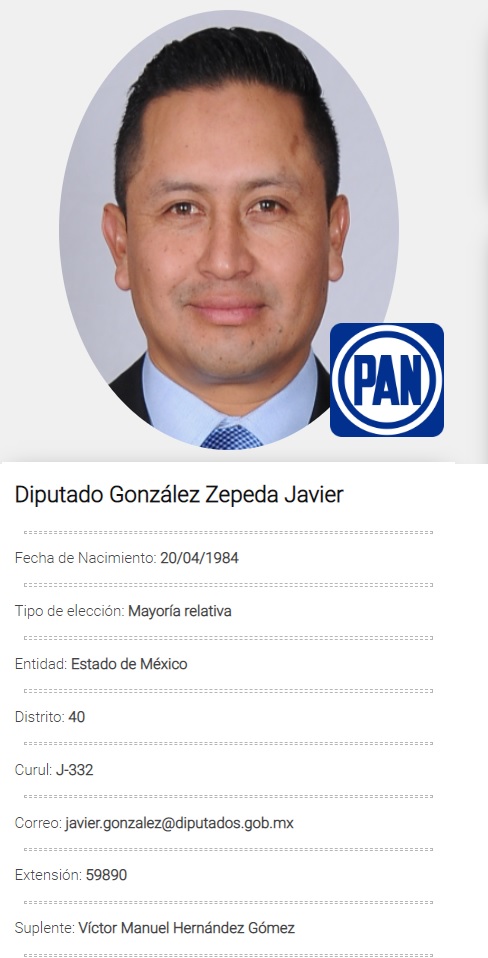 PAN
Diputado González Zepeda Javier
Fecha de Nacimiento: 20/04/1984
Tipo de elección: Mayoría relativa
Entidad: Estado de México
Distrito: 40
Curul: J-332
Correo: javier.gonzalez@diputados.gob.mx
Extensión: 59890
Suplente: Víctor Manuel Hernández Gómez